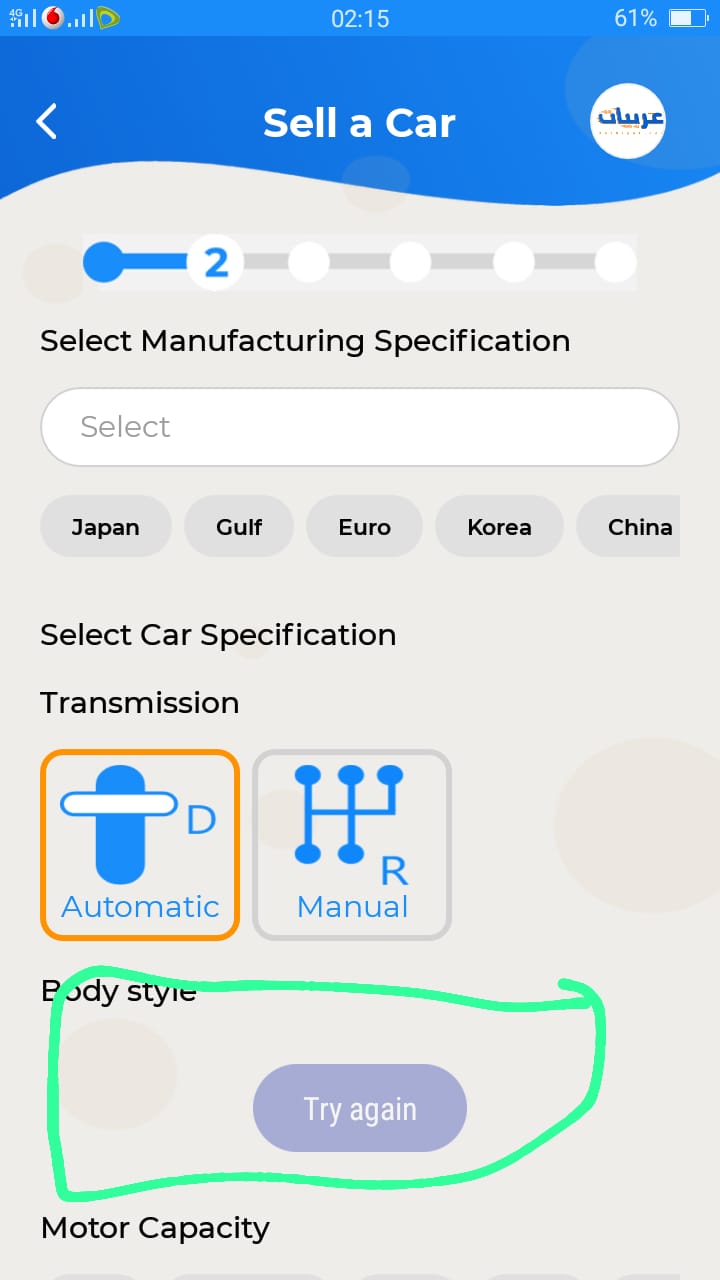 4G 02:15 61%
Sell a Car
عربيات
2
Select Manufacturing Specification
Select
Japan Gulf Euro Korea China
Select Car Specification
Transmission
D
R
Automatic Manual
Body style
Try again
Motor Capacity